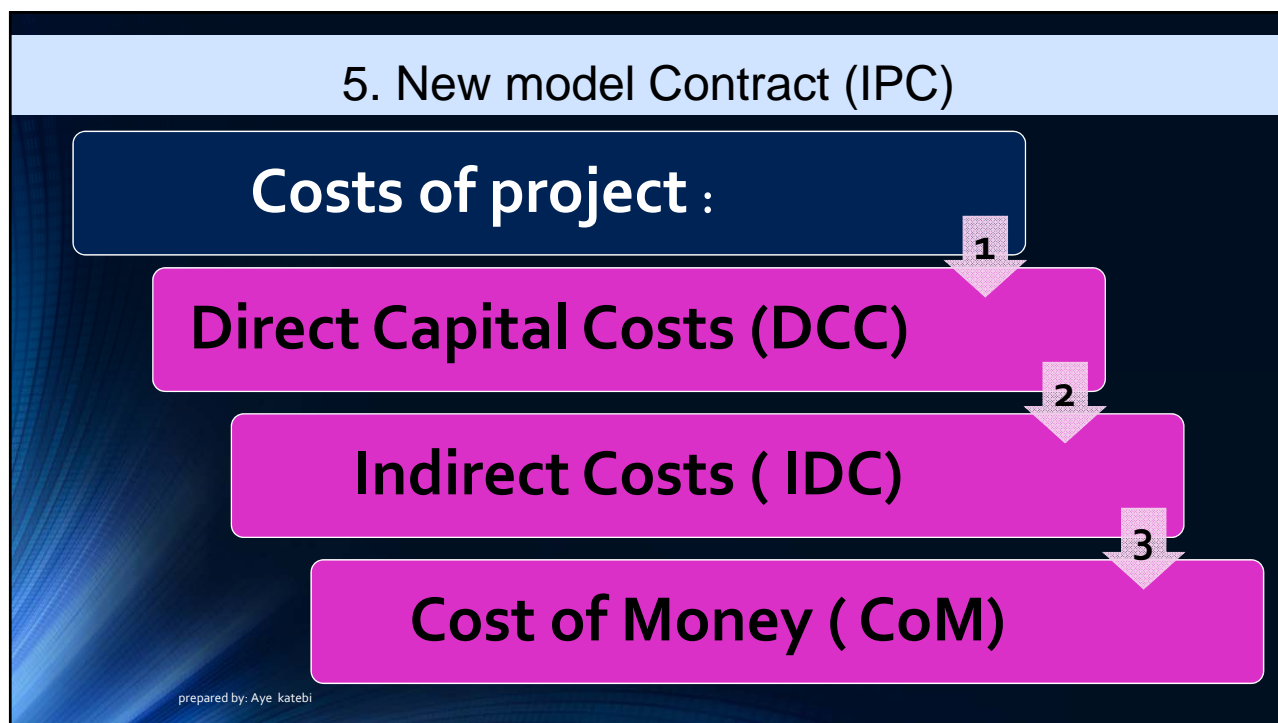 5. New model Contract (IPC)
Costs of project :
1
Direct Capital Costs (DCC)
2
Indirect Costs ( IDC)
3
Cost of Money ( CoM)
prepared by: Aye katebi